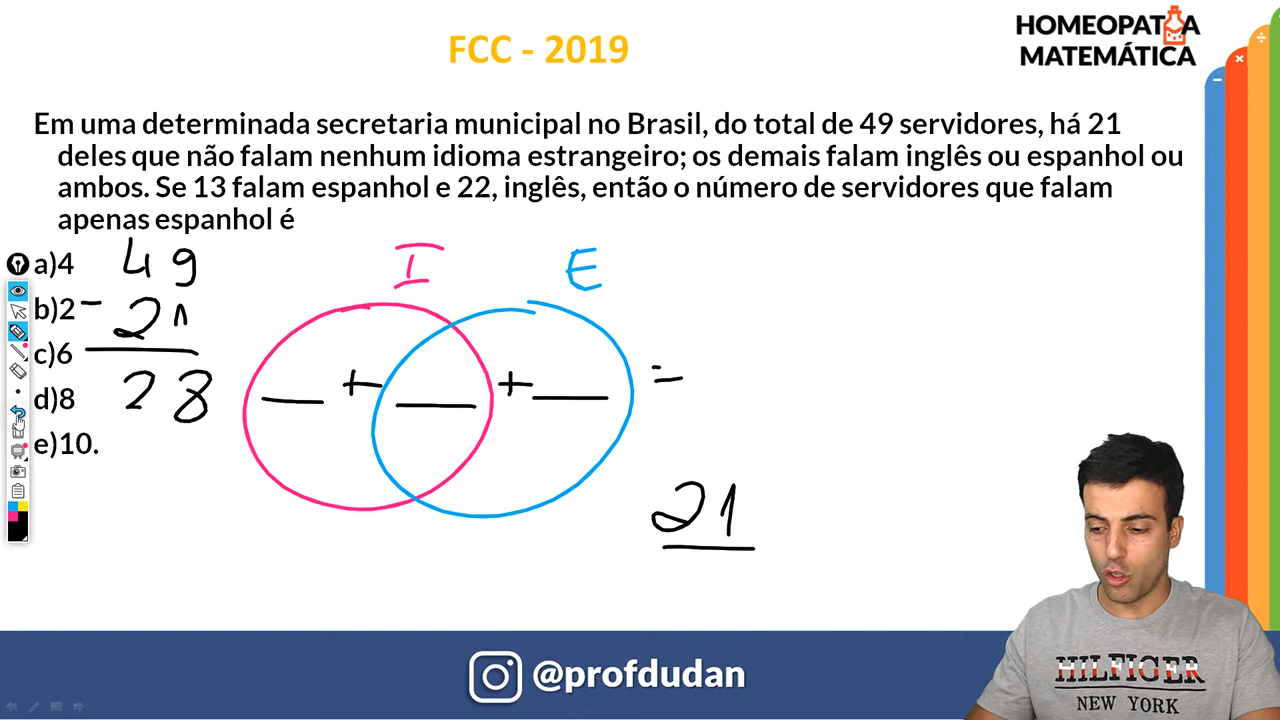 FCC - 2019
HOMEOPATIA
MATEMÁTICA
Em uma determinada secretaria municipal no Brasil, do total de 49 servidores, há 21
deles que não falam nenhum idioma estrangeiro; os demais falam inglês ou espanhol ou
ambos. Se 13 falam espanhol e 22, inglês, então o número de servidores que falam
apenas espanhol é
a)4
b)2
c)6
d)8
e)10.
49
- 21
28
I E
+ + =
21
@profdudan
HILFIGER
NEW YORK